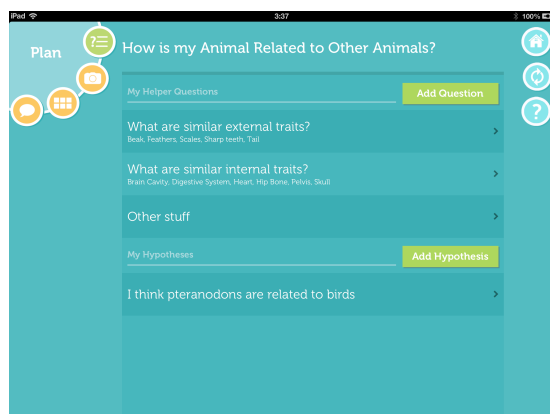 iPad 3:37 100%
Plan
?
How is my Animal Related to Other Animals?
My Helper Questions
Add Question
What are similar external traits?
Beak, Feathers, Scales, Sharp teeth, Tail
What are similar internal traits?
Brain Cavity, Digestive System, Heart, Hip Bone, Pelvis, Skull
Other stuff
My Hypotheses
Add Hypothesis
I think pteranodons are related to birds
?